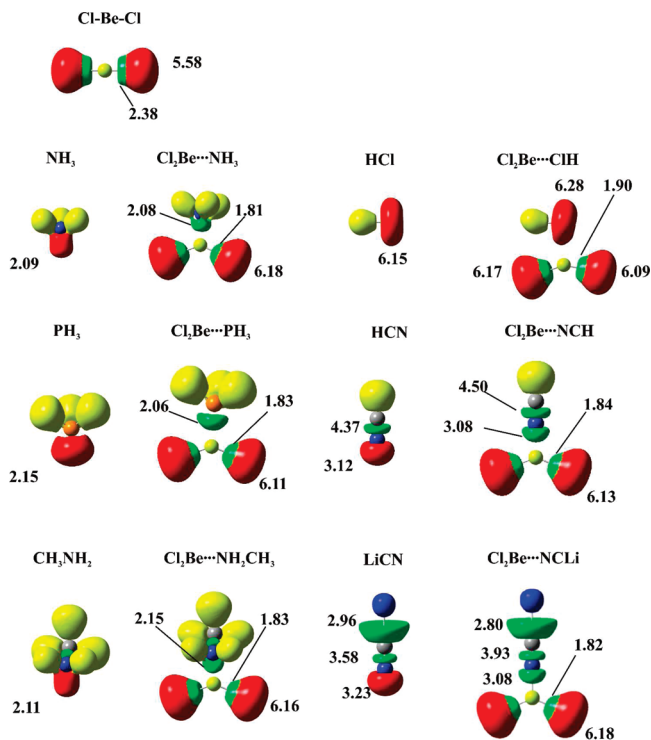 Cl-Be-Cl
5.58
2.38
NH₃
Cl₂Be···NH₃
HCl
Cl₂Be···ClH
2.08
1.81
6.28
1.90
2.09
6.18
6.15
6.17
6.09
PH₃
Cl₂Be···PH₃
HCN
Cl₂Be···NCH
2.06
1.83
4.50
4.37
3.08
1.84
2.15
6.11
3.12
6.13
CH₃NH₂
Cl₂Be···NH₂CH₃
LiCN
Cl₂Be···NCLi
2.15
1.83
2.96
2.80
3.58
3.93
1.82
3.08
2.11
6.16
3.23
6.18